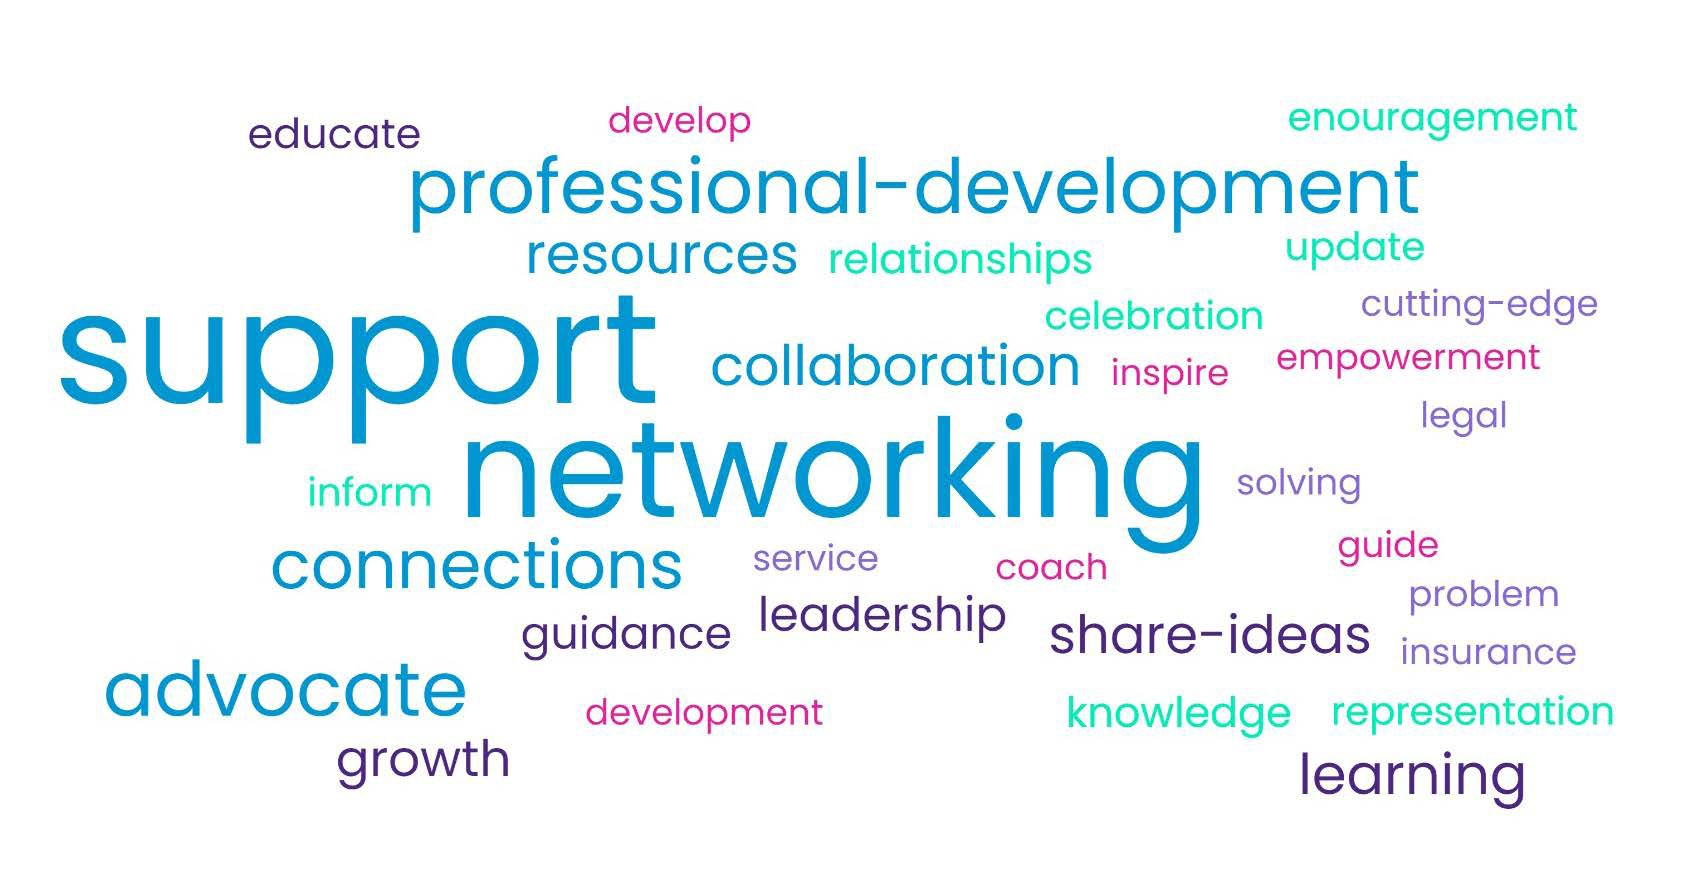 educate
develop
enouragement
professional-development
resources
relationships
update
support
celebration
cutting-edge
collaboration
inspire
empowerment
legal
inform
networking
solving
connections
service
coach
guide
problem
guidance
leadership
share-ideas
insurance
advocate
development
knowledge
representation
growth
learning